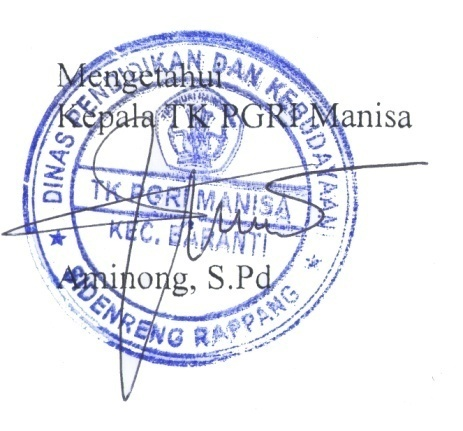 Mengetahui
Kepala TK PGRI Manisa
DINAS PENDIDIKAN DAN KEBUDAYAAN
TK PGRI MANISA
KEC. BARANTI
Aminong, S.Pd
SIDENRENG RAPPANG